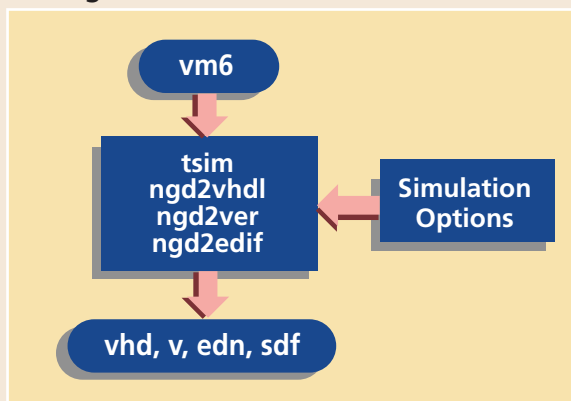 vm6
tsim
ngd2vhdl
ngd2ver
ngd2edif
Simulation
Options
vhd, v, edn, sdf